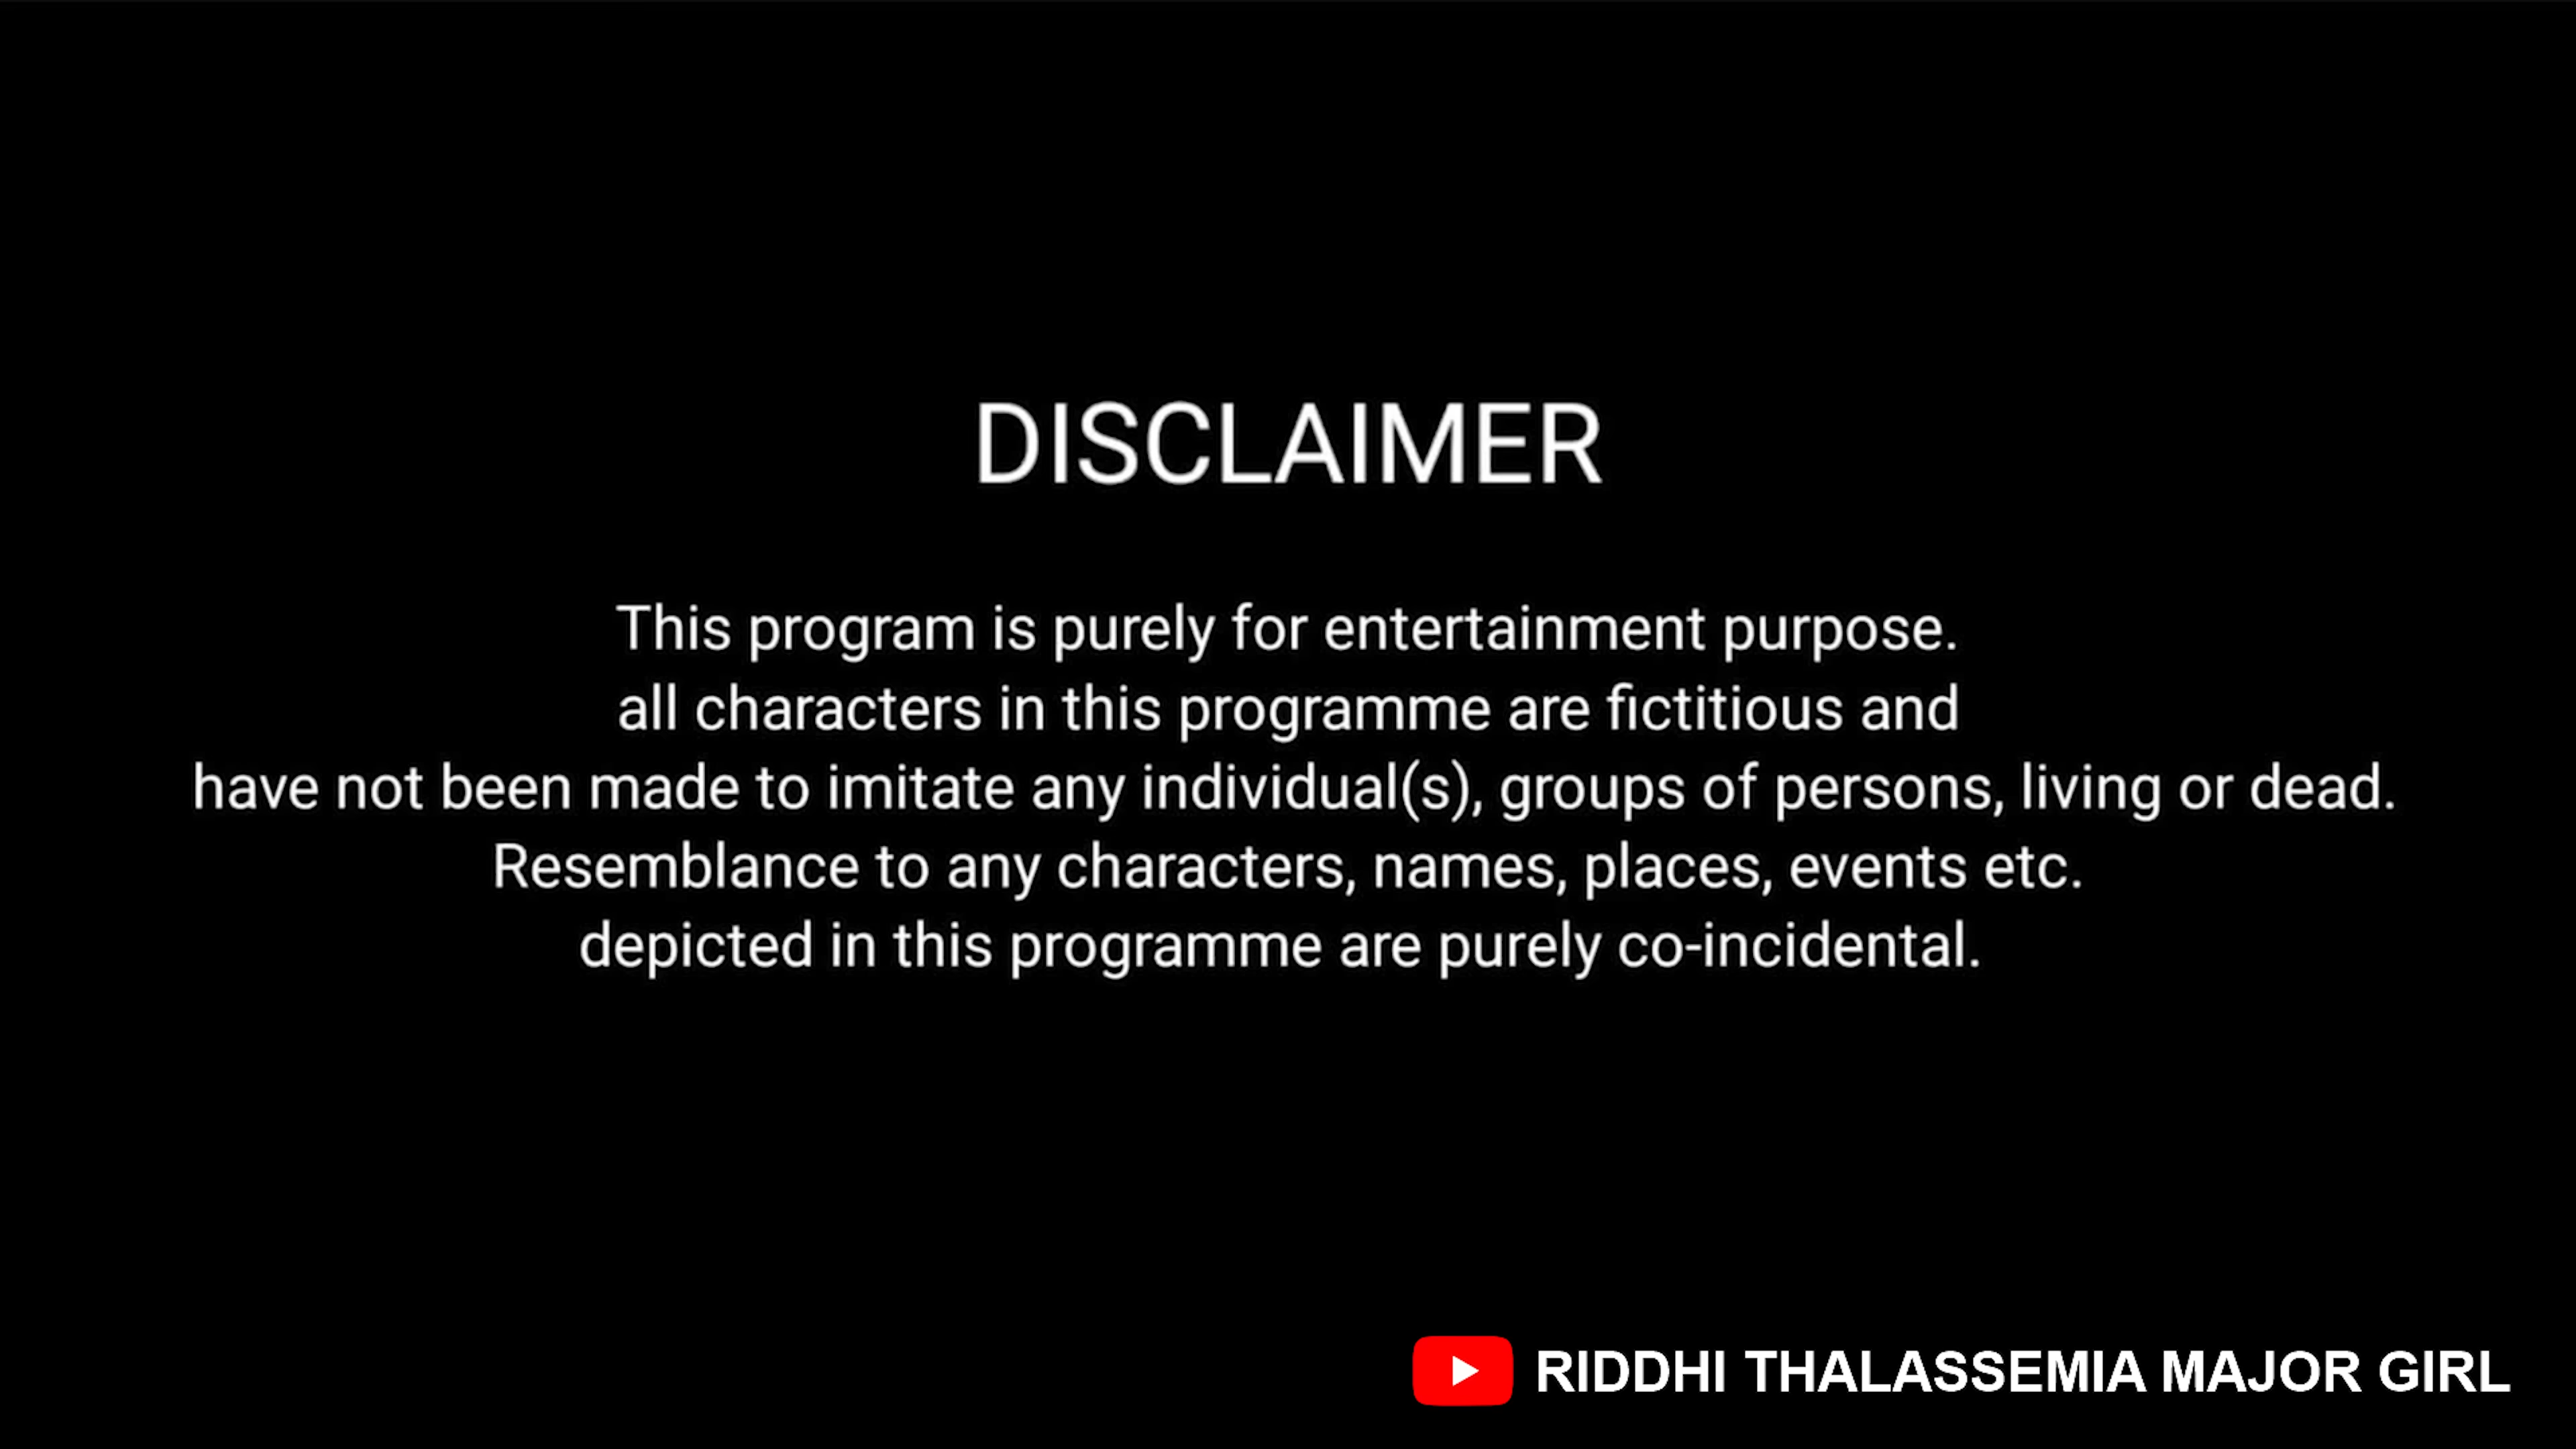 DISCLAIMER
This program is purely for entertainment purpose.
all characters in this programme are fictitious and
have not been made to imitate any individual(s), groups of persons, living or dead.
Resemblance to any characters, names, places, events etc.
depicted in this programme are purely co-incidental.
RIDDHI THALASSEMIA MAJOR GIRL